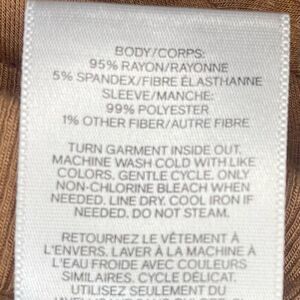 BODY/CORPS:
95% RAYON/RAYONNE
5% SPANDEX/FIBRE ÉLASTHANNE
SLEEVE/MANCHE:
99% POLYESTER
1% OTHER FIBER/AUTRE FIBRE
TURN GARMENT INSIDE OUT.
MACHINE WASH COLD WITH LIKE
COLORS. GENTLE CYCLE. ONLY
NON-CHLORINE BLEACH WHEN
NEEDED. LINE DRY. COOL IRON IF
NEEDED. DO NOT STEAM.
RETOURNEZ LE VÊTEMENT À
L'ENVERS. LAVER À LA MACHINE À
L'EAU FROIDE AVEC COULEURS
SIMILAIRES. CYCLE DÉLICAT.
UTILISEZ SEULEMENT DU